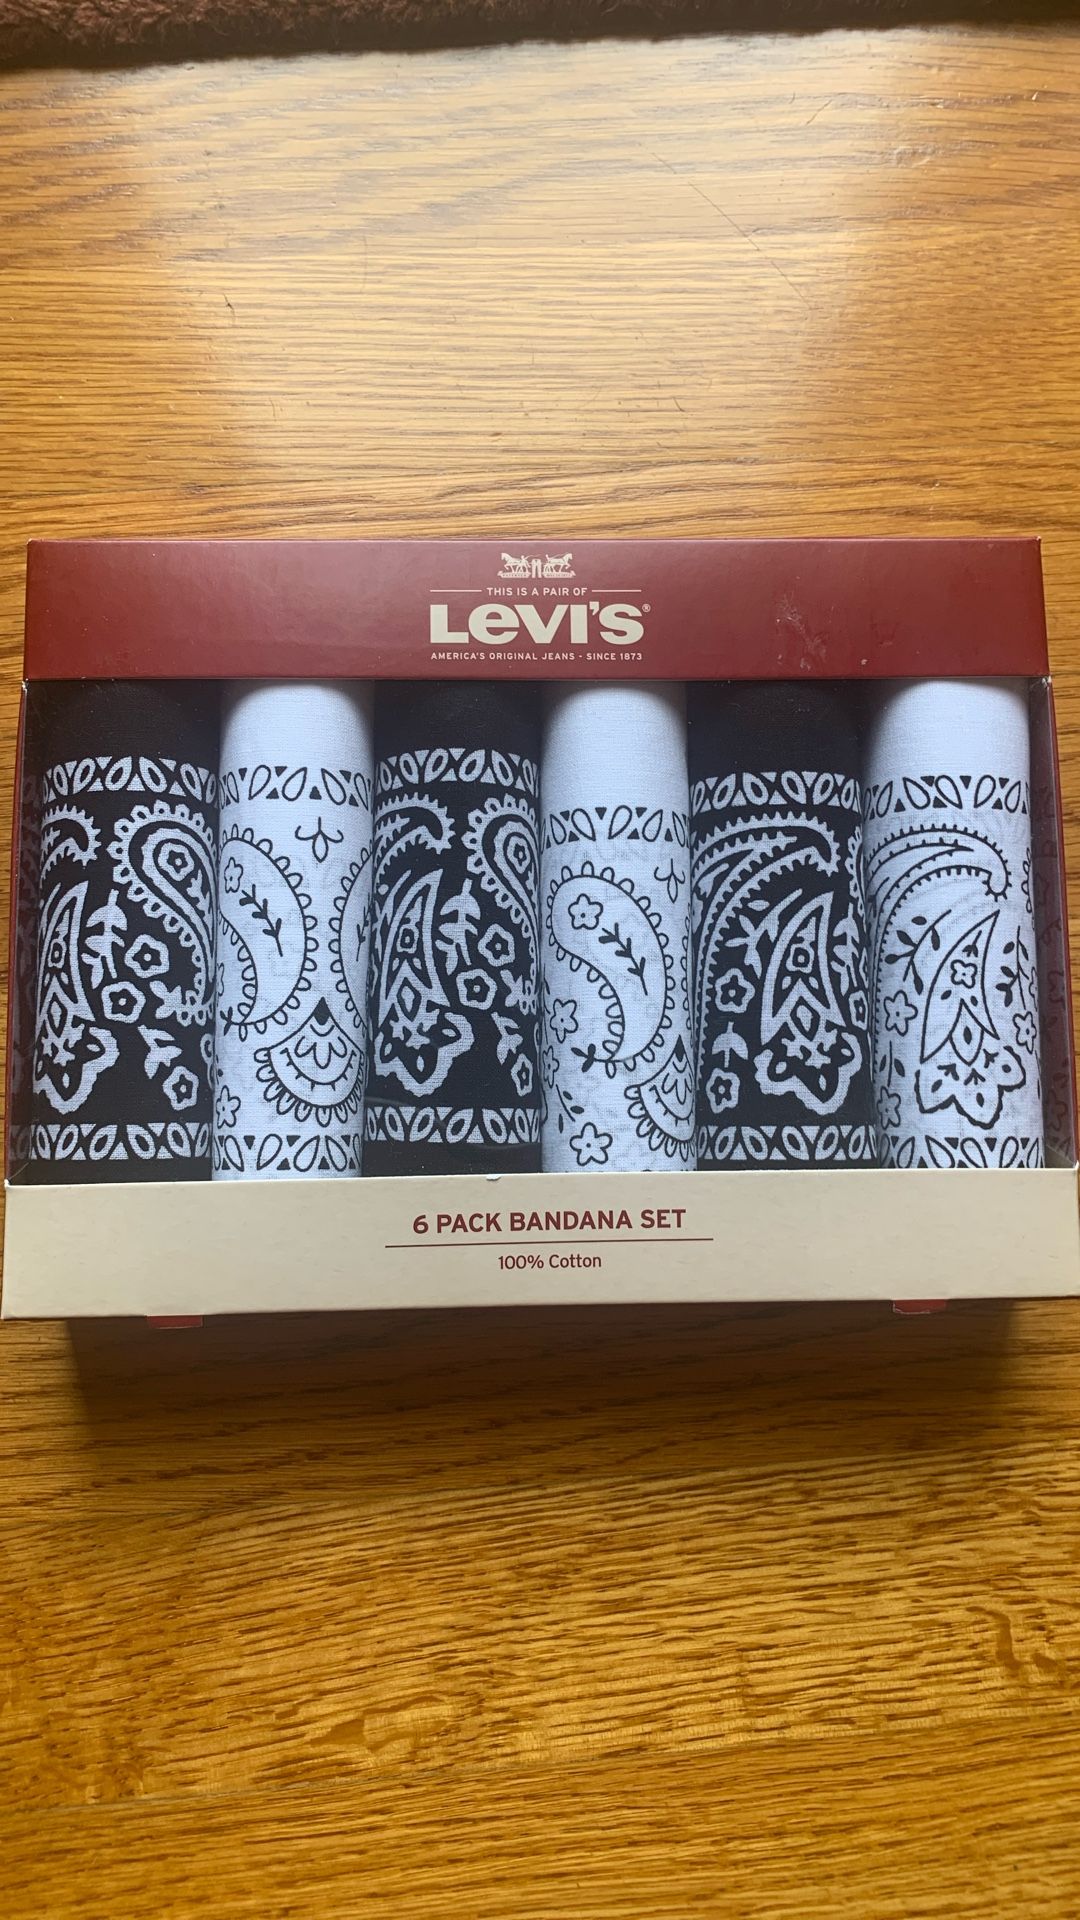 THIS IS A PAIR OF
LEVI'S®
AMERICA'S ORIGINAL JEANS - SINCE 1873
6 PACK BANDANA SET
100% Cotton